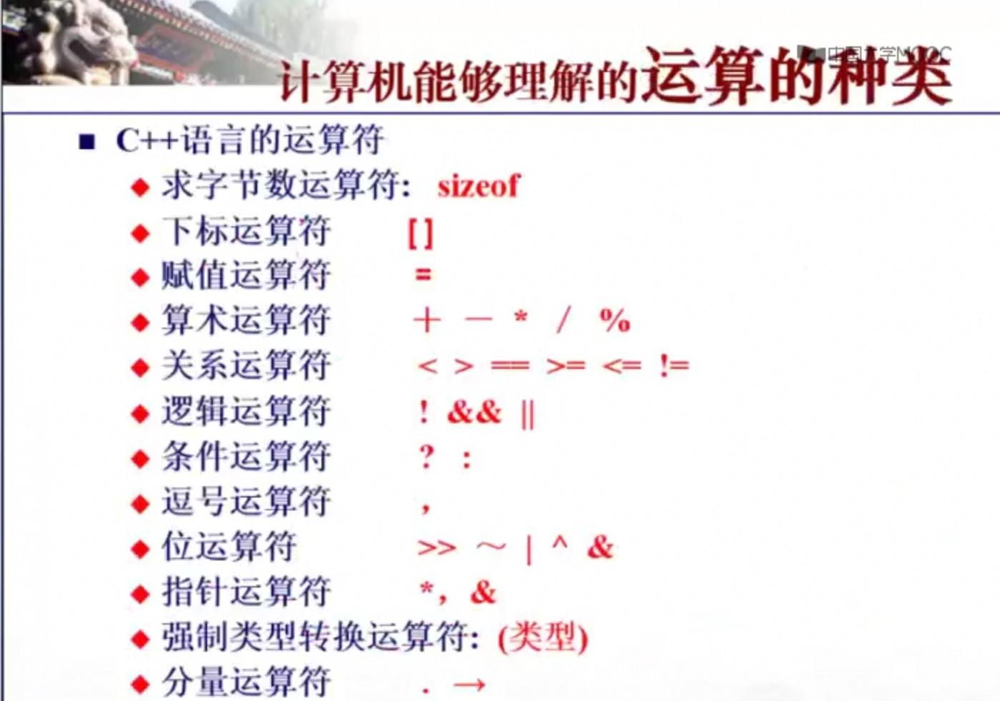 中国大学MOOC
计算机能够理解的运算的种类
C++语言的运算符
求字节数运算符: sizeof
下标运算符 [ ]
赋值运算符 =
算术运算符 ＋ － * / %
关系运算符 < > == >= <= !=
逻辑运算符 ! && ||
条件运算符 ? :
逗号运算符 ,
位运算符 >> ～ | ^ &
指针运算符 *, &
强制类型转换运算符: (类型)
分量运算符 . →